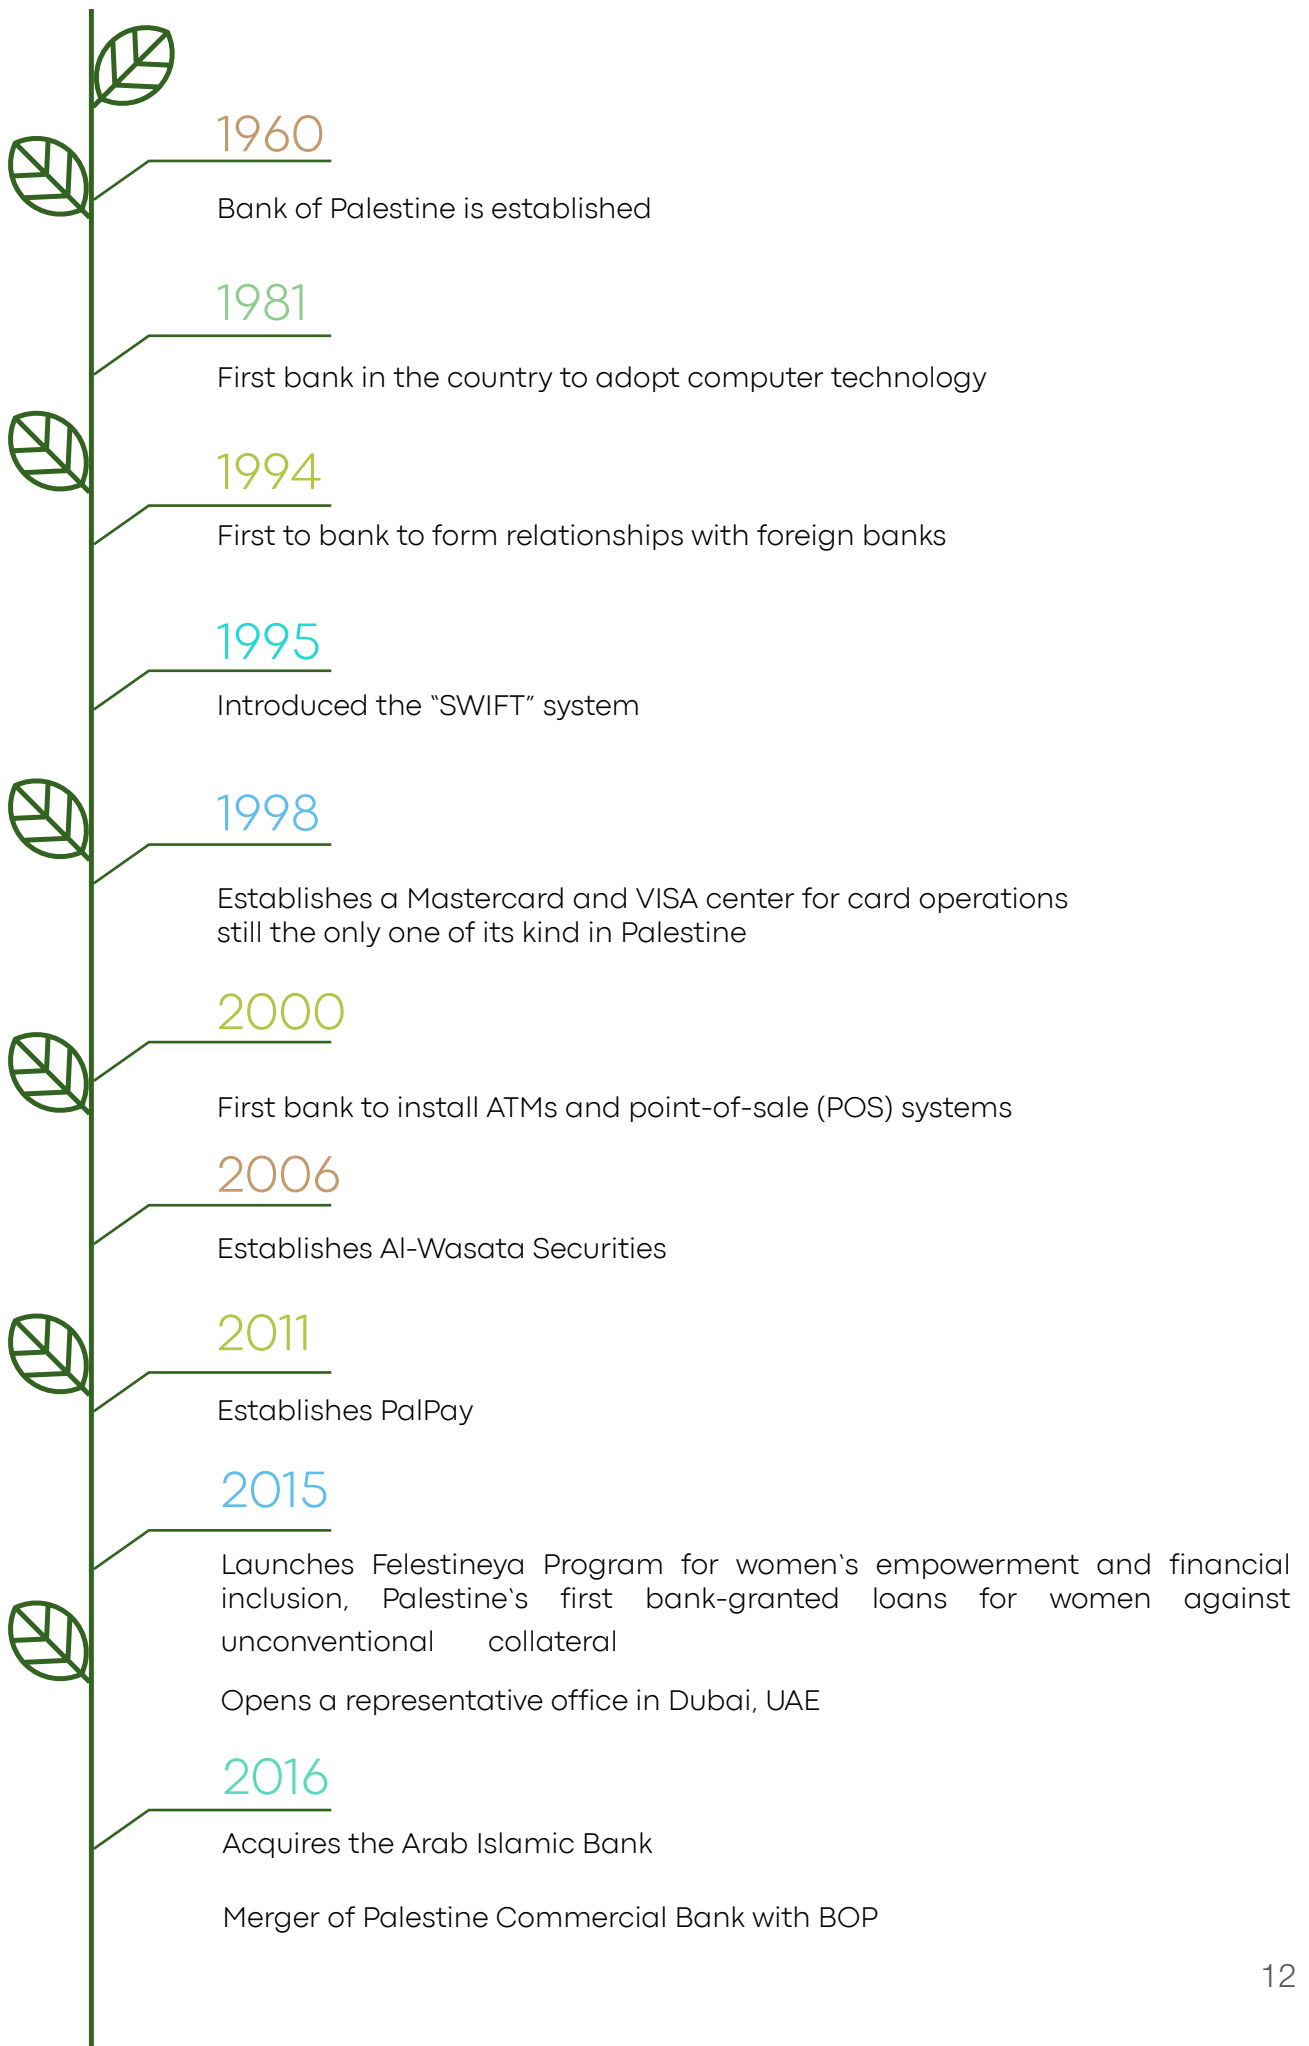 1960
Bank of Palestine is established
1981
First bank in the country to adopt computer technology
1994
First to bank to form relationships with foreign banks
1995
Introduced the “SWIFT” system
1998
Establishes a Mastercard and VISA center for card operations
still the only one of its kind in Palestine
2000
First bank to install ATMs and point-of-sale (POS) systems
2006
Establishes Al-Wasata Securities
2011
Establishes PalPay
2015
Launches Felestineya Program for women‵s empowerment and financial
inclusion, Palestine‵s first bank-granted loans for women against
unconventional collateral
Opens a representative office in Dubai, UAE
2016
Acquires the Arab Islamic Bank
Merger of Palestine Commercial Bank with BOP
12